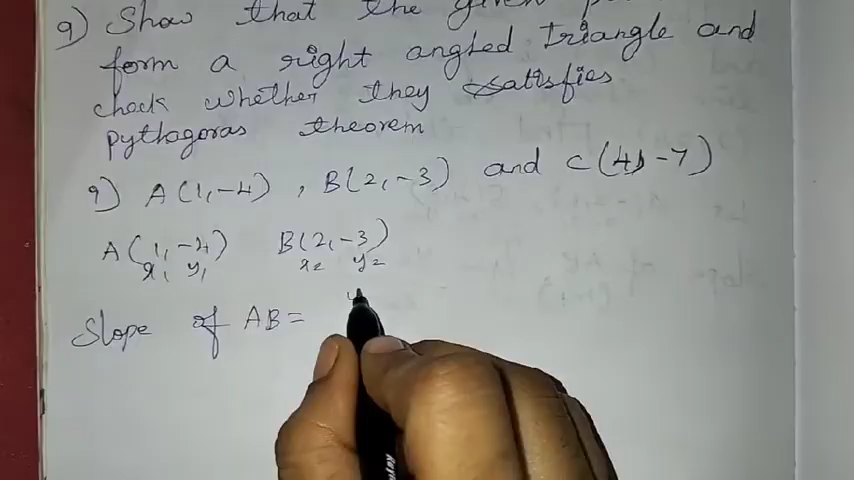 9) Show that the given
form a right angled triangle and
check whether they satisfies
pythagoras theorem
9) A(1,-4), B(2,-3) and C(4,-7)
A(1,-4) B(2,-3)
x₁ y₁ x₂ y₂
Slope of AB=